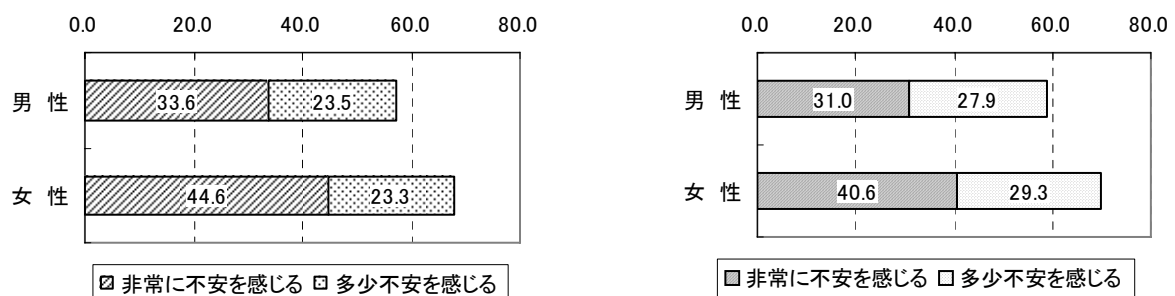 0.0 20.0 40.0 60.0 80.0
男 性 33.6 23.5
女 性 44.6 23.3
非常に不安を感じる 多少不安を感じる
0.0 20.0 40.0 60.0 80.0
男 性 31.0 27.9
女 性 40.6 29.3
非常に不安を感じる 多少不安を感じる